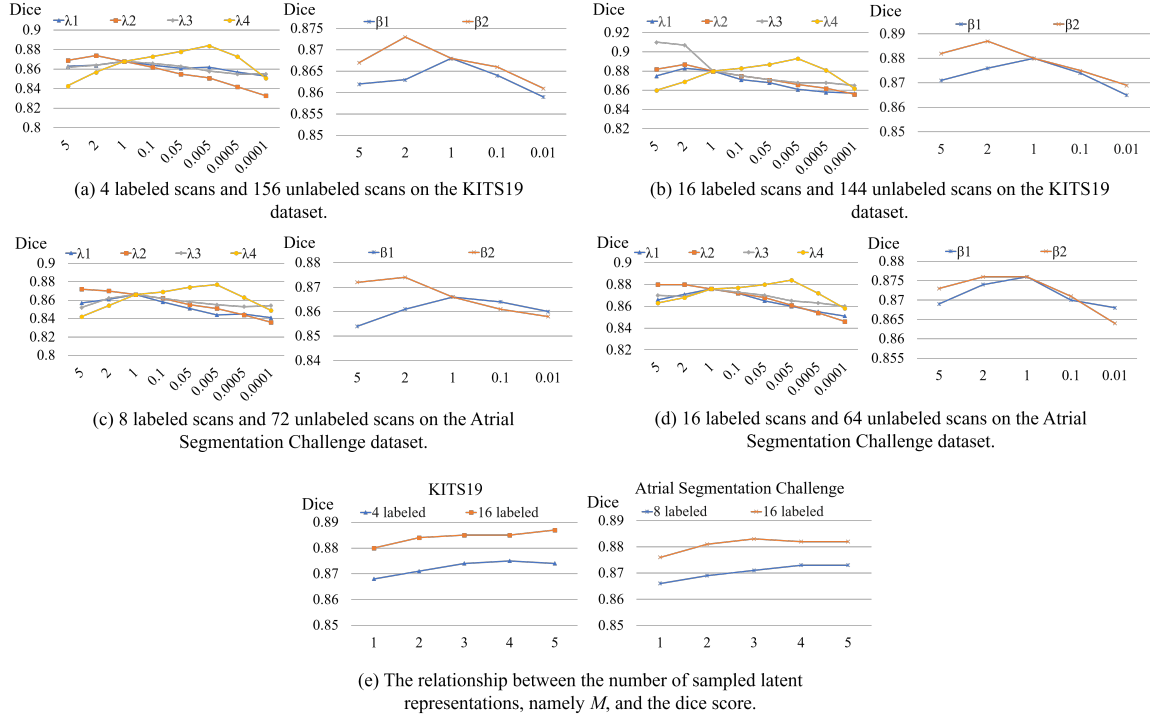 Dice
λ1 λ2 λ3 λ4
0.9
0.88
0.86
0.84
0.82
0.8
5 2 1 0.1 0.05 0.005 0.0005 0.0001
β1 β2
0.875
0.87
0.865
0.86
0.855
0.85
5 2 1 0.1 0.01
(a) 4 labeled scans and 156 unlabeled scans on the KITS19
dataset.
Dice
λ1 λ2 λ3 λ4
0.92
0.9
0.88
0.86
0.84
0.82
5 2 1 0.1 0.05 0.005 0.0005 0.0001
β1 β2
0.89
0.88
0.87
0.86
0.85
5 2 1 0.1 0.01
(b) 16 labeled scans and 144 unlabeled scans on the KITS19
dataset.
Dice
λ1 λ2 λ3 λ4
0.9
0.88
0.86
0.84
0.82
0.8
5 2 1 0.1 0.05 0.005 0.0005 0.0001
β1 β2
0.88
0.87
0.86
0.85
0.84
5 2 1 0.1 0.01
(c) 8 labeled scans and 72 unlabeled scans on the Atrial
Segmentation Challenge dataset.
Dice
λ1 λ2 λ3 λ4
0.9
0.88
0.86
0.84
0.82
5 2 1 0.1 0.05 0.005 0.0005 0.0001
β1 β2
0.88
0.875
0.87
0.865
0.86
0.855
5 2 1 0.1 0.01
(d) 16 labeled scans and 64 unlabeled scans on the Atrial
Segmentation Challenge dataset.
KITS19
Dice
4 labeled 16 labeled
0.89
0.88
0.87
0.86
0.85
1 2 3 4 5
Atrial Segmentation Challenge
Dice
8 labeled 16 labeled
0.89
0.88
0.87
0.86
0.85
1 2 3 4 5
(e) The relationship between the number of sampled latent
representations, namely M, and the dice score.